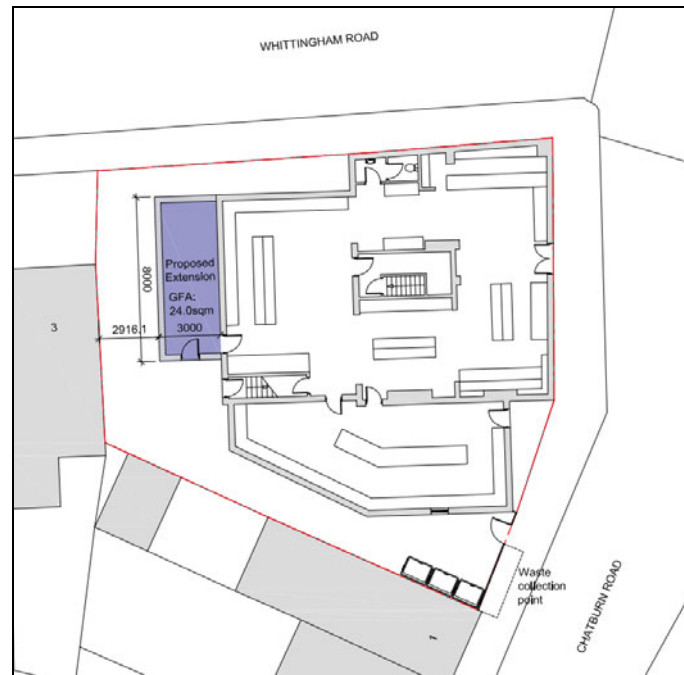 WHITTINGHAM ROAD
Proposed
Extension
GFA:
24.0sqm
8000
3000
2916.1
3
Waste
collection
point
CHATBURN ROAD
1